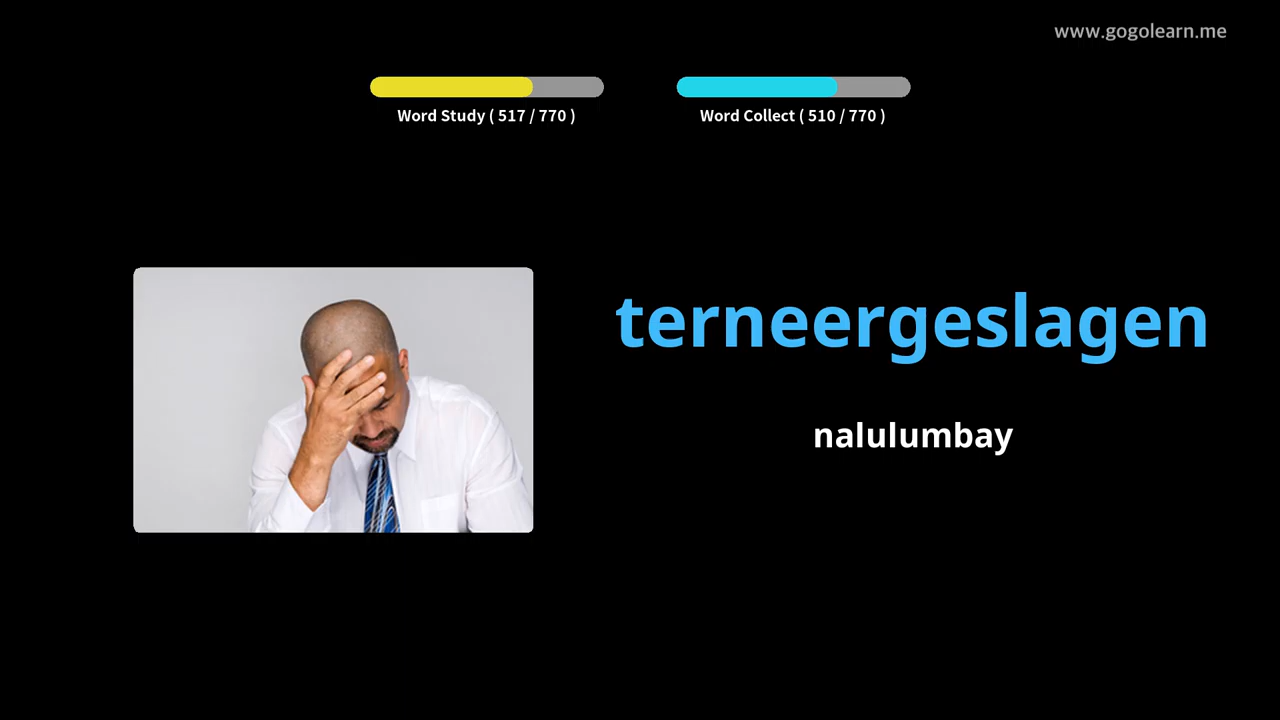 www.gogolearn.me
Word Study ( 517 / 770 )
Word Collect ( 510 / 770 )
terneergeslagen
nalulumbay